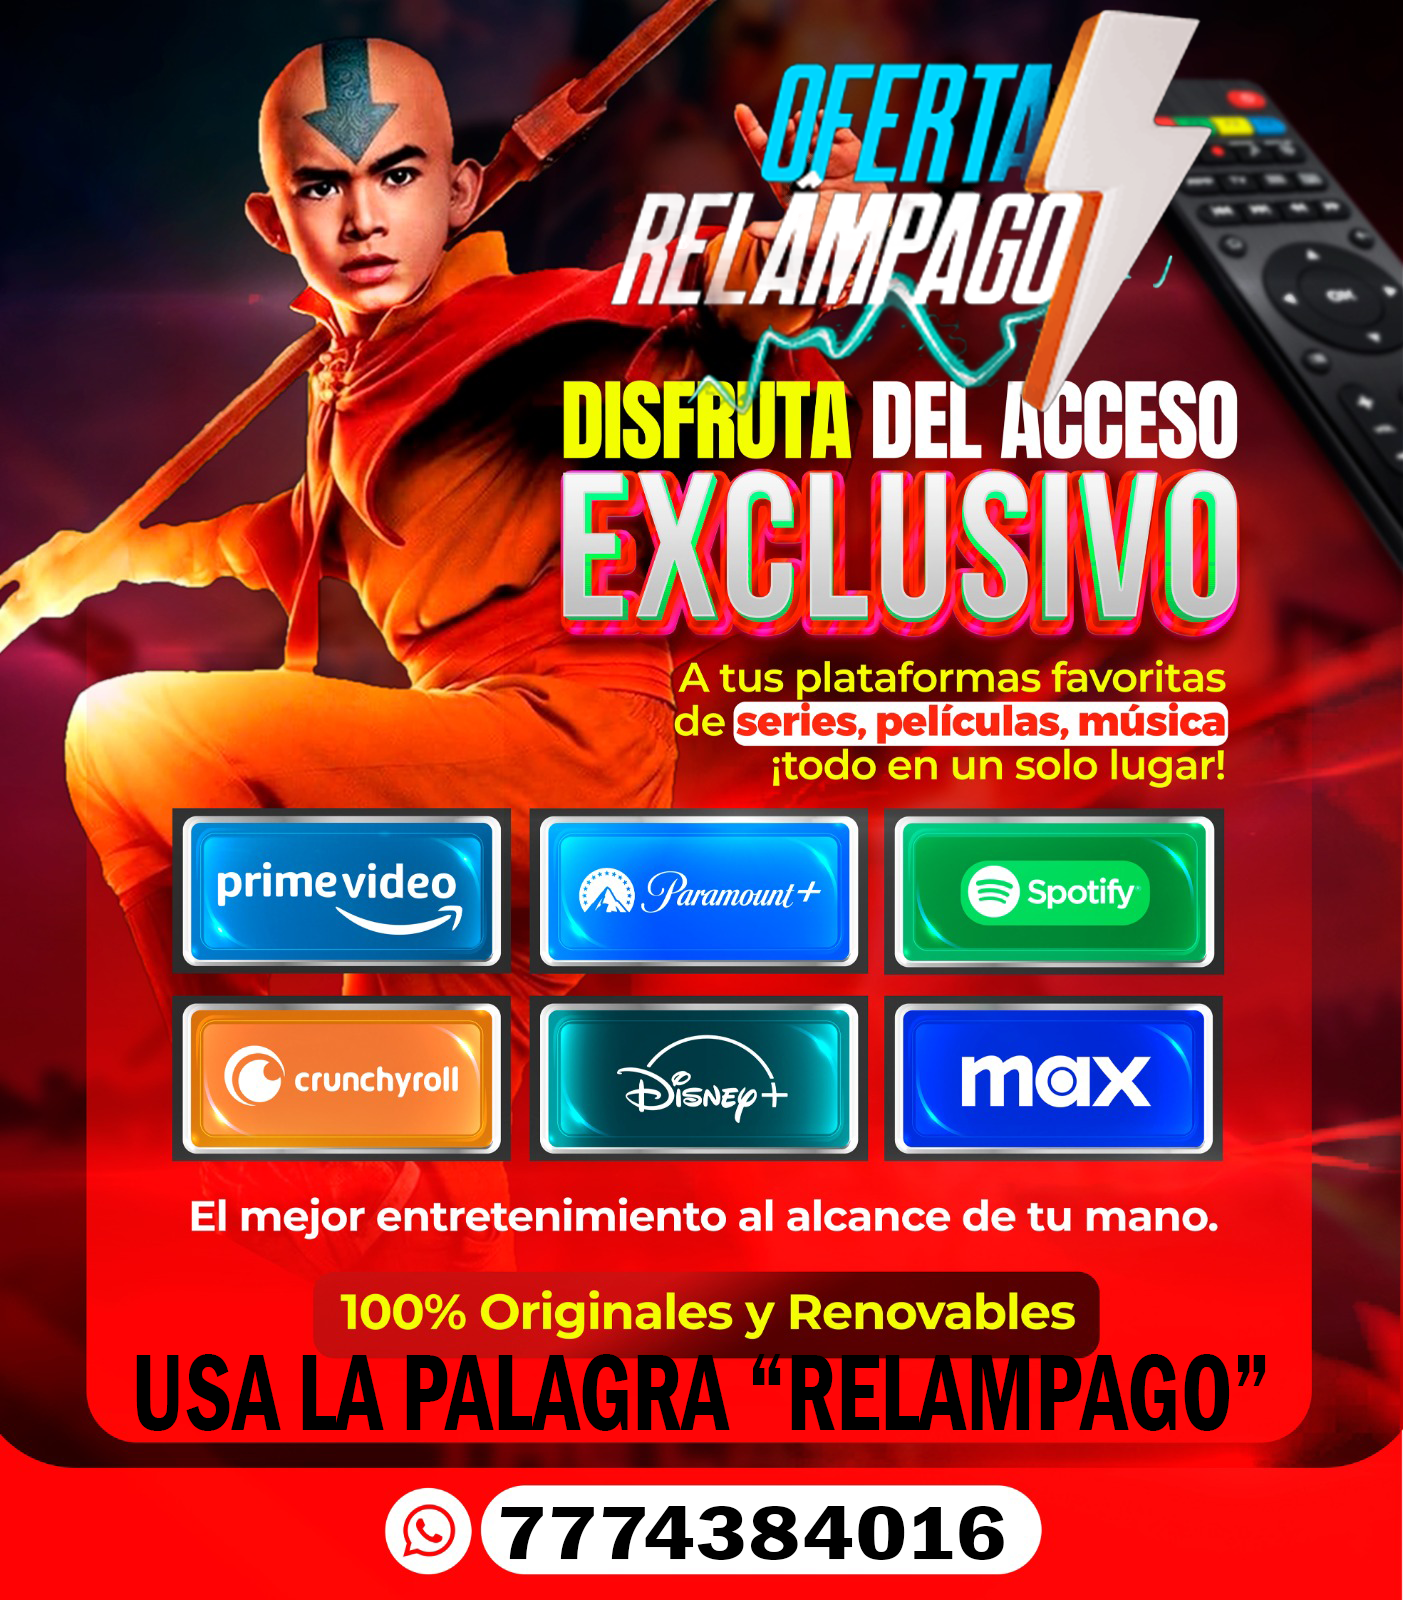 OFERTA
RELÂMPAGO
DISFRUTA DEL ACCESO
EXCLUSIVO
A tus plataformas favoritas
de series, películas, música
¡todo en un solo lugar!
prime video
Paramount+
Spotify
crunchyroll
Disney+
max
El mejor entretenimiento al alcance de tu mano.
100% Originales y Renovables
USA LA PALAGRA “RELAMPAGO”
7774384016